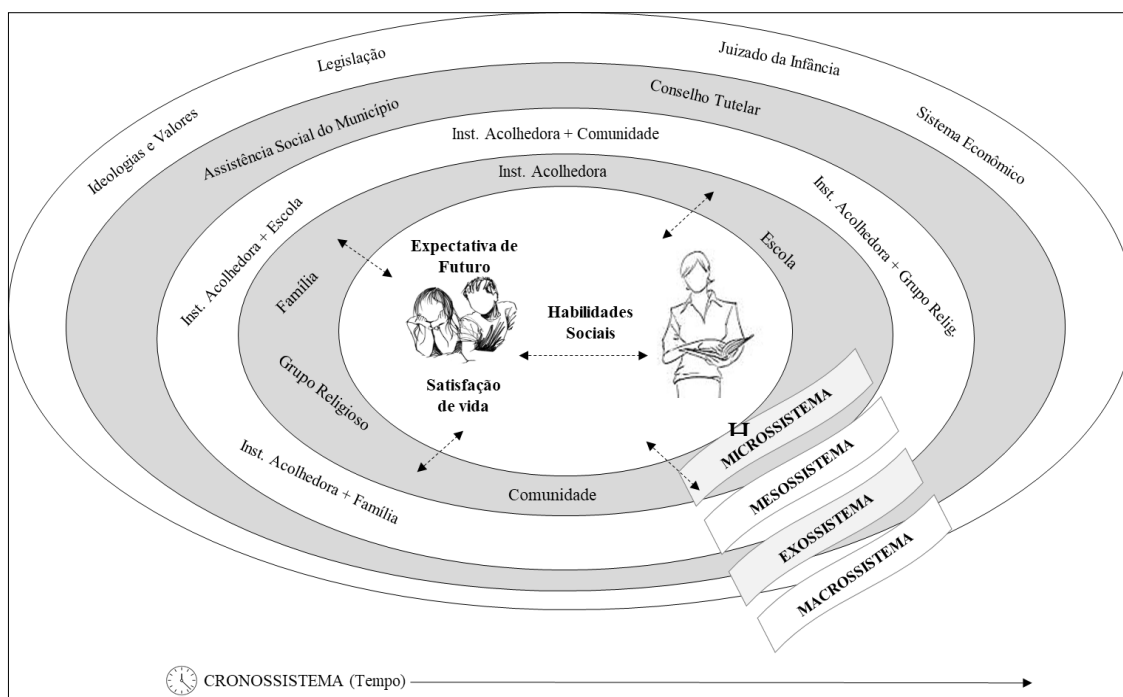 Legislação
Juizado da Infância
Ideologias e Valores
Sistema Econômico
Assistência Social do Município
Conselho Tutelar
Inst. Acolhedora + Comunidade
Inst. Acolhedora + Escola
Inst. Acolhedora + Grupo Relig.
Inst. Acolhedora
Família
Escola
Expectativa de
Futuro
Habilidades
Sociais
Satisfação
de vida
Grupo Religioso
Inst. Acolhedora + Família
Comunidade
MICROSSISTEMA
MESOSSISTEMA
EXOSSISTEMA
MACROSSISTEMA
CRONOSSISTEMA (Tempo)